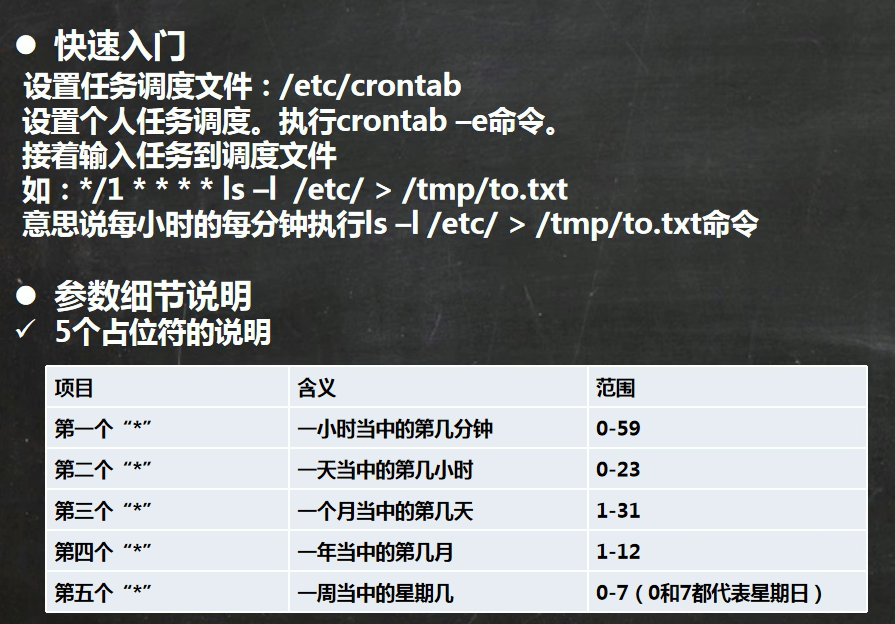 ● 快速入门
设置任务调度文件：/etc/crontab
设置个人任务调度。执行crontab –e命令。
接着输入任务到调度文件
如：*/1 * * * * ls –l  /etc/ > /tmp/to.txt
意思说每小时的每分钟执行ls –l /etc/ > /tmp/to.txt命令
● 参数细节说明
✓ 5个占位符的说明
项目 含义 范围
第一个“*” 一小时当中的第几分钟 0-59
第二个“*” 一天当中的第几小时 0-23
第三个“*” 一个月当中的第几天 1-31
第四个“*” 一年当中的第几月 1-12
第五个“*” 一周当中的星期几 0-7（0和7都代表星期日）